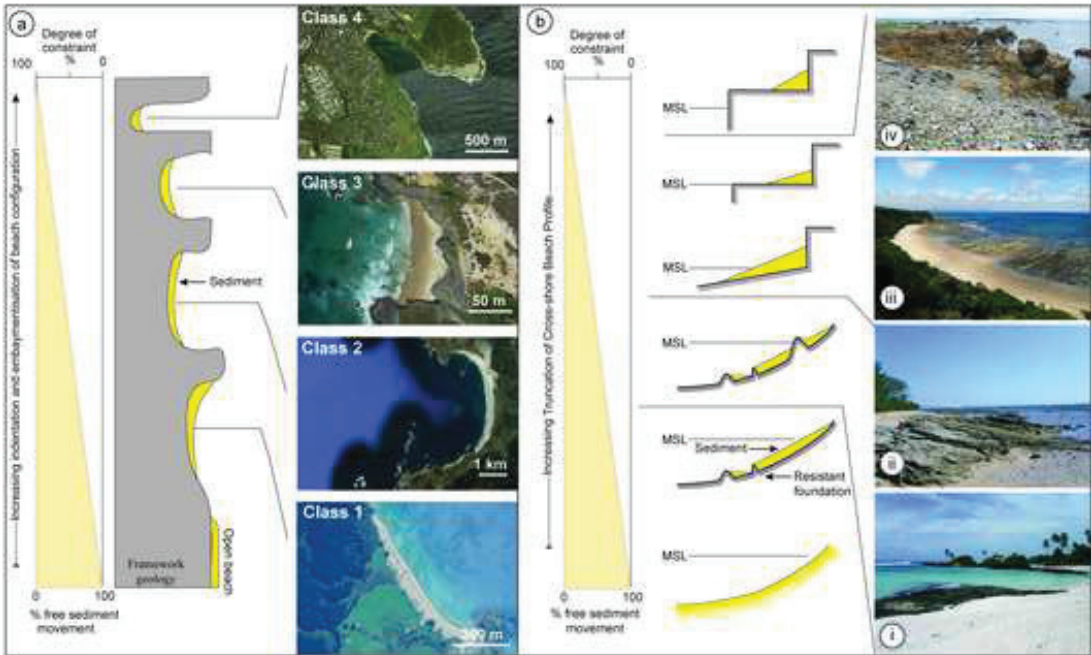 a
Degree of
constraint
%
100
0
Increasing indentation and embaymentisation of beach configuration
Sediment
Open beach
Framework
geology
0
100
% free sediment
movement
Class 4
500 m
Class 3
50 m
Class 2
1 km
Class 1
300 m
b
Degree of
constraint
%
100
0
Increasing Truncation of Cross-shore Beach Profile.
MSL
MSL
MSL
MSL
MSL
Sediment
Resistant
foundation
MSL
0
100
% free sediment
movement
iv
iii
ii
i